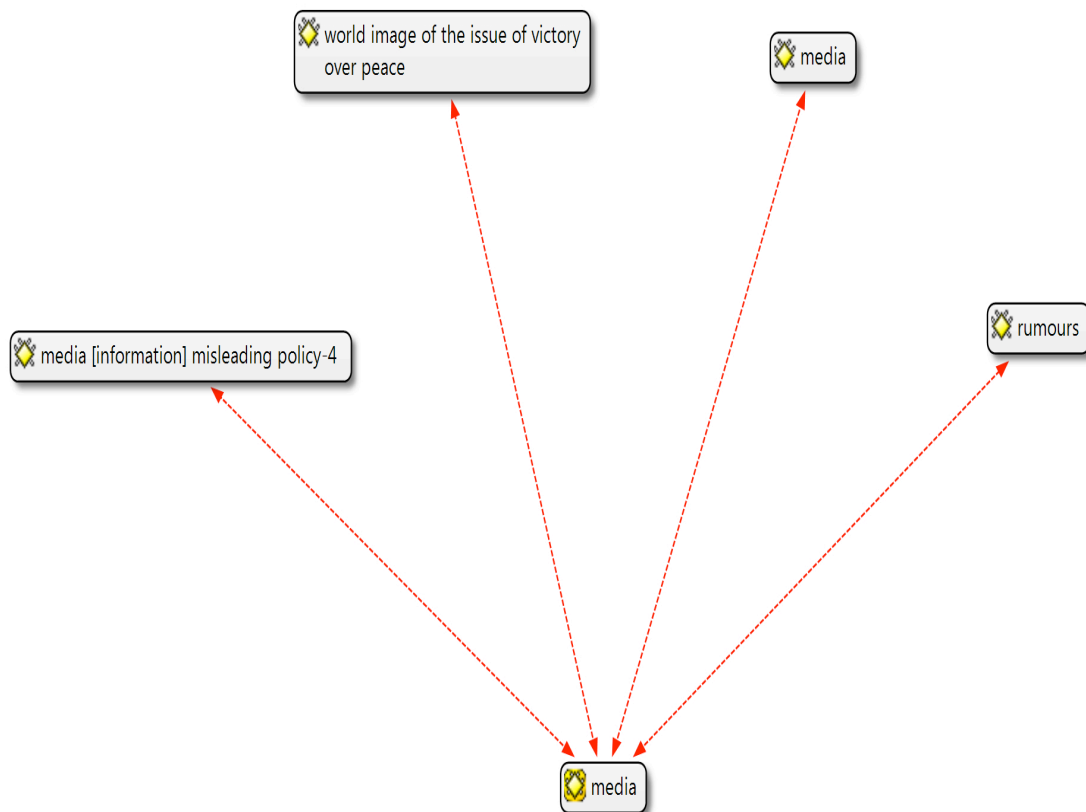 world image of the issue of victory
over peace
media
rumours
media [information] misleading policy-4
media